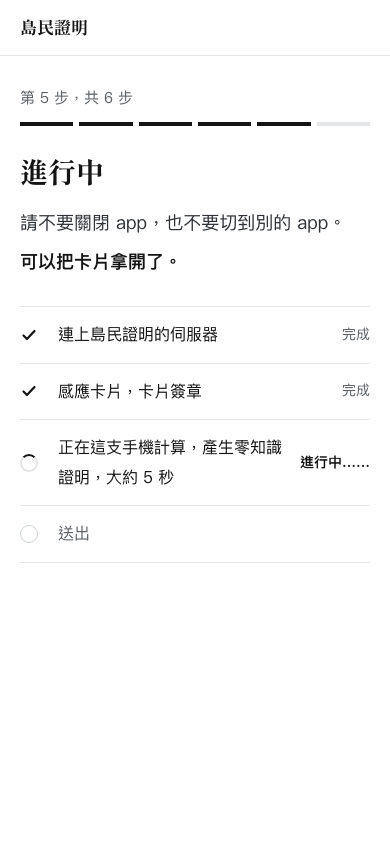 島民證明
第 5 步，共 6 步
進行中
請不要關閉 app，也不要切到別的 app。
可以把卡片拿開了。
連上島民證明的伺服器
完成
感應卡片，卡片簽章
完成
正在這支手機計算，產生零知識
證明，大約 5 秒
進行中……
送出